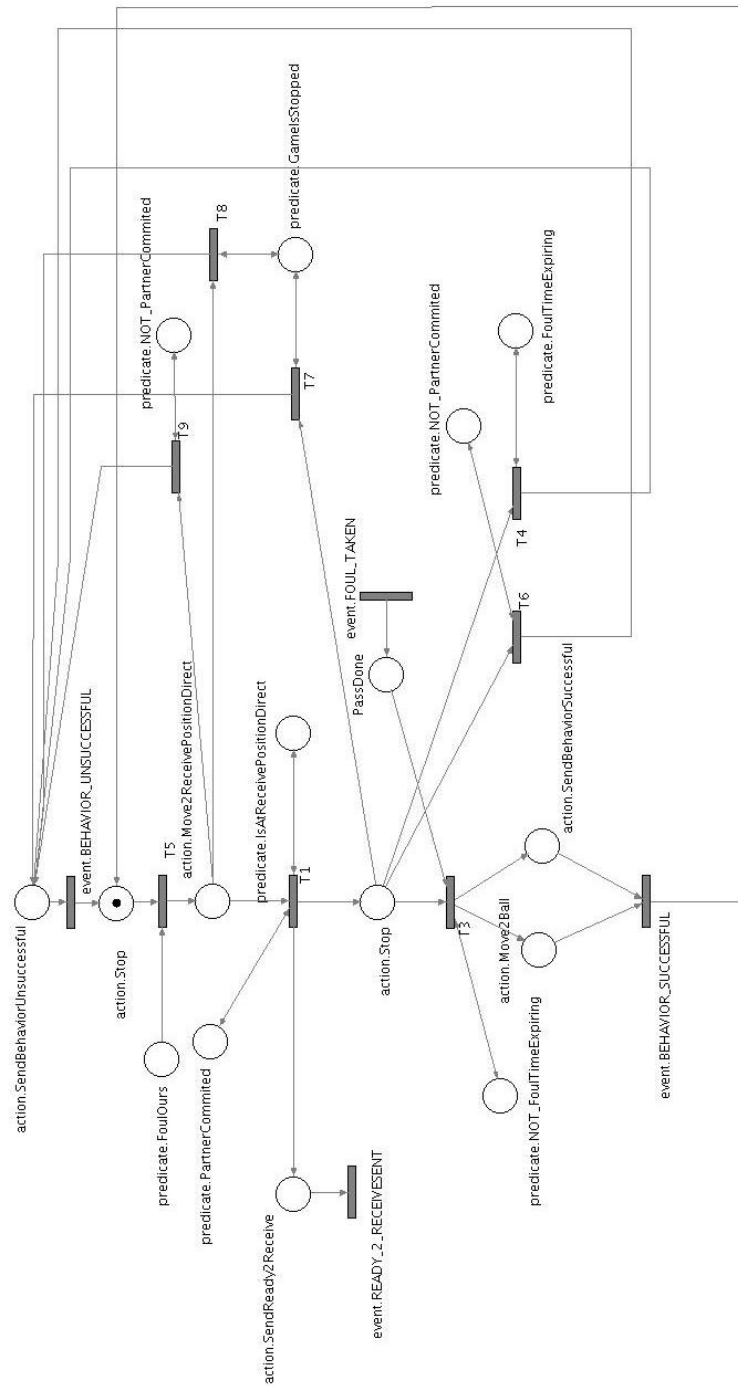 action.SendBehaviorUnsuccessful
event.BEHAVIOR_UNSUCCESSFUL
action.Stop
T5
predicate.FoulOurs
action.Move2ReceivePositionDirect
predicate.PartnerCommited
predicate.IsAtReceivePositionDirect
T1
action.SendReady2Receive
event.READY_2_RECEIVESENT
action.Stop
T3
predicate.NOT_FoulTimeExpiring
action.Move2Ball
action.SendBehaviorSuccessful
event.BEHAVIOR_SUCCESSFUL
PassDone
event.FOUL_TAKEN
T9
predicate.NOT_PartnerCommited
T8
predicate.GameIsStopped
T7
predicate.NOT_PartnerCommited
T6
T4
predicate.FoulTimeExpiring